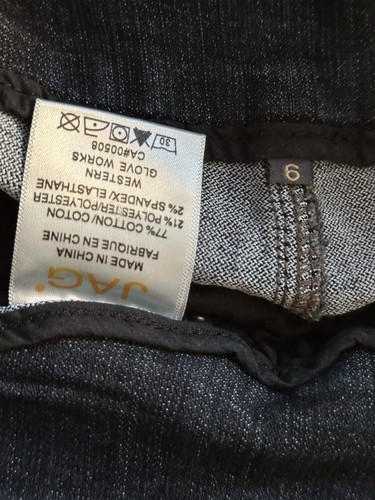 JAG
MADE IN CHINA
FABRIQUE EN CHINE
77% COTTON/ COTON
21% POLYESTER/POLYESTER
2% SPANDEX/ ELASTHANE
WESTERN
GLOVE WORKS
CA#00508
30
6